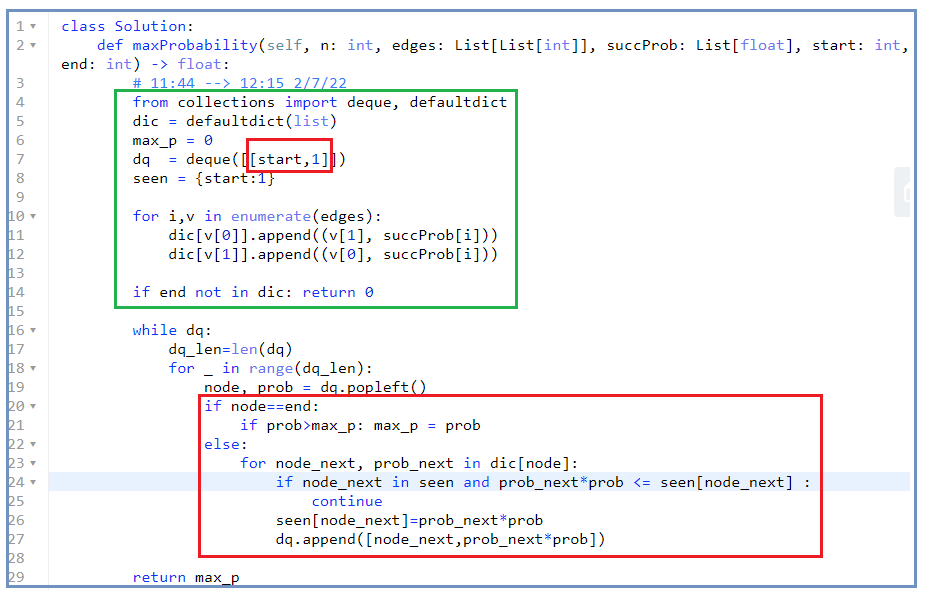 1 class Solution:
2 def maxProbability(self, n: int, edges: List[List[int]], succProb: List[float], start: int,
end: int) -> float:
3 # 11:44 --> 12:15 2/7/22
4 from collections import deque, defaultdict
5 dic = defaultdict(list)
6 max_p = 0
7 dq  = deque([[start,1]])
8 seen = {start:1}
9
10 for i,v in enumerate(edges):
11 dic[v[0]].append((v[1], succProb[i]))
12 dic[v[1]].append((v[0], succProb[i]))
13
14 if end not in dic: return 0
15
16 while dq:
17 dq_len=len(dq)
18 for _ in range(dq_len):
19 node, prob = dq.popleft()
20 if node==end:
21 if prob>max_p: max_p = prob
22 else:
23 for node_next, prob_next in dic[node]:
24 if node_next in seen and prob_next*prob <= seen[node_next] :
25 continue
26 seen[node_next]=prob_next*prob
27 dq.append([node_next,prob_next*prob])
28
29 return max_p